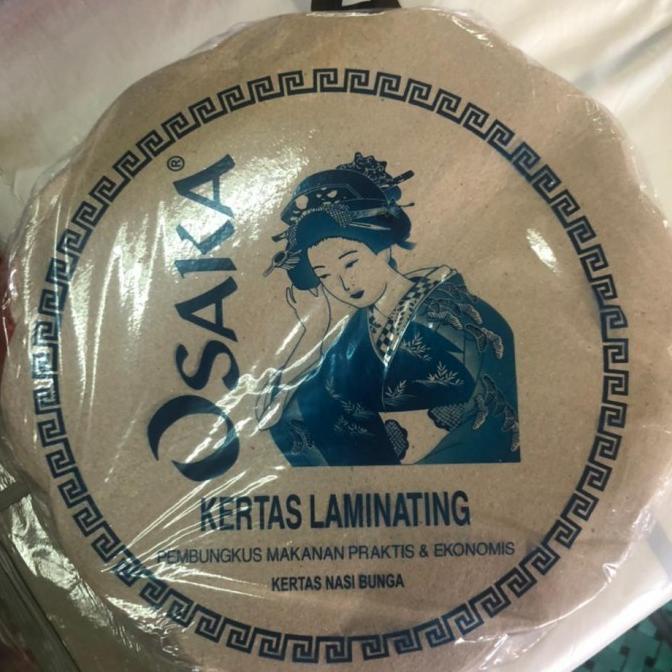 OSAKA®
KERTAS LAMINATING
PEMBUNGKUS MAKANAN PRAKTIS & EKONOMIS
KERTAS NASI BUNGA